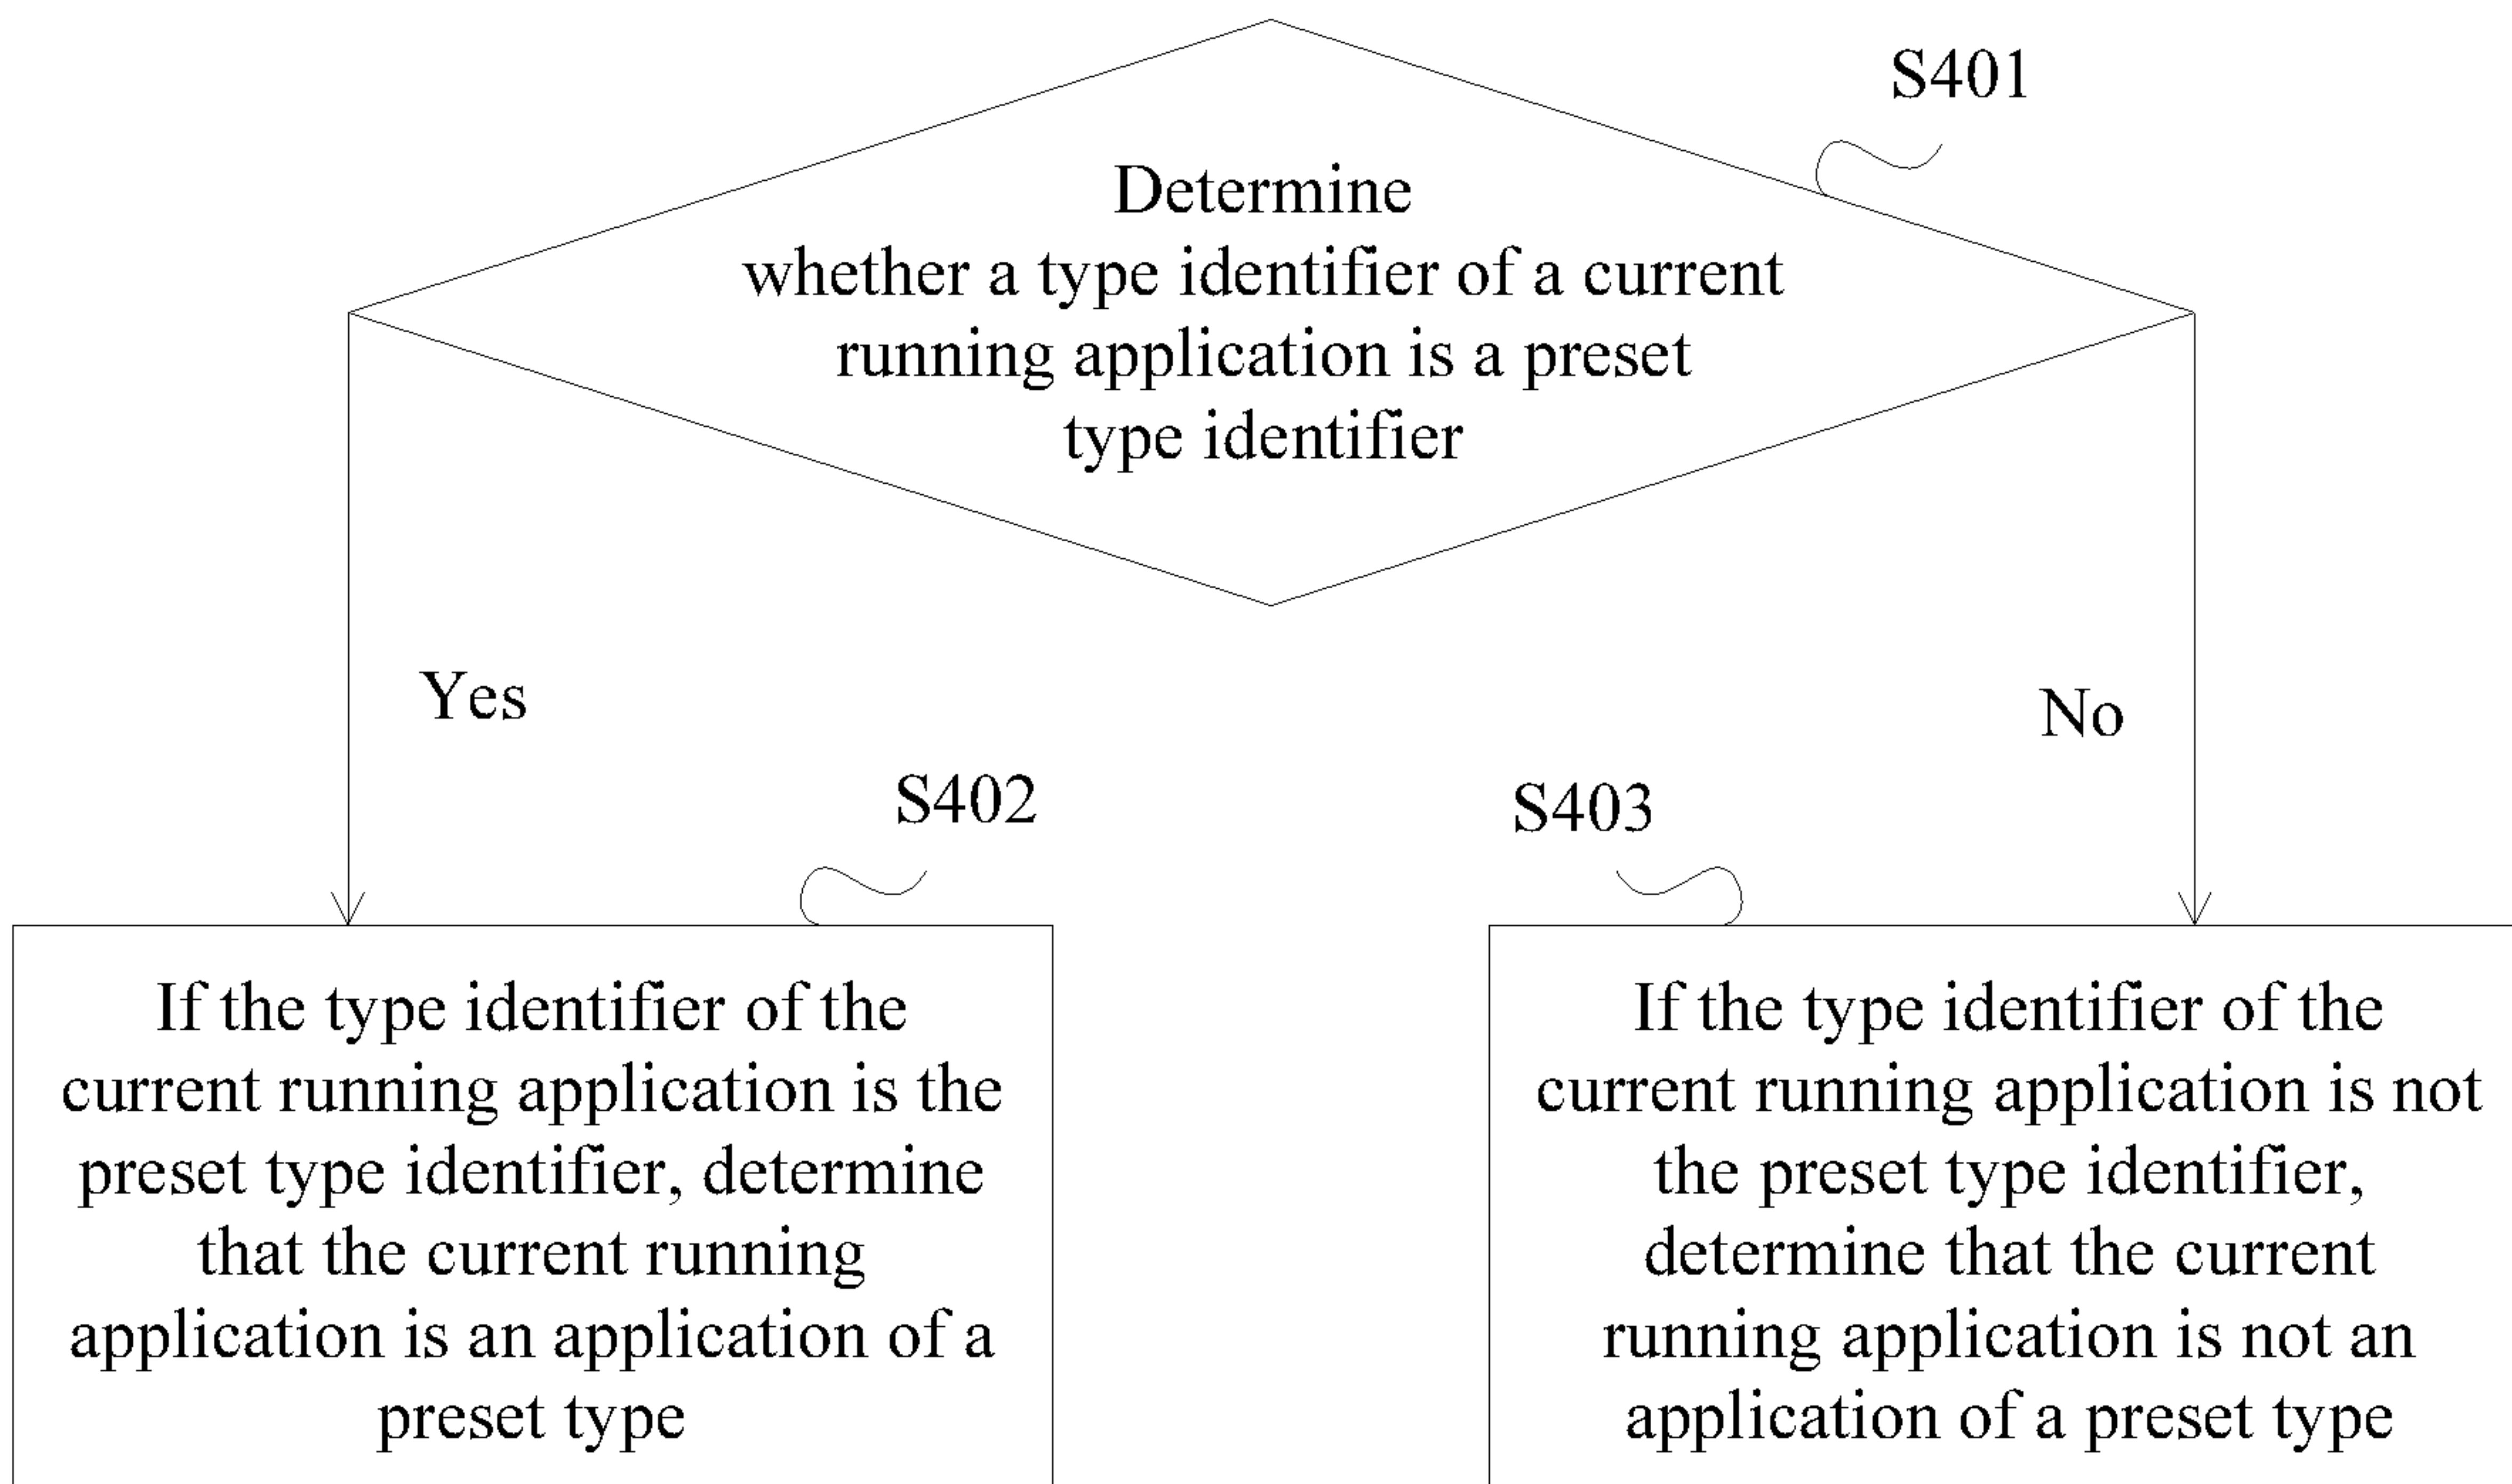 S401
Determine
whether a type identifier of a current
running application is a preset
type identifier
Yes
No
S402
S403
If the type identifier of the
current running application is the
preset type identifier, determine
that the current running
application is an application of a
preset type
If the type identifier of the
current running application is not
the preset type identifier,
determine that the current
running application is not an
application of a preset type